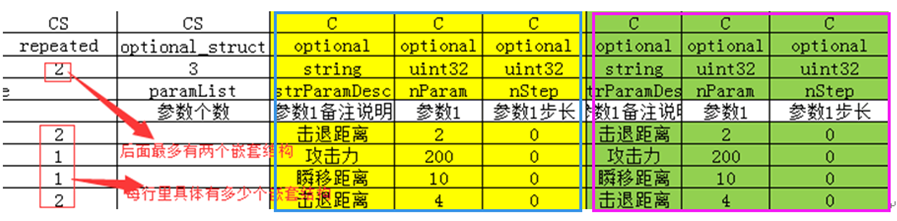 CS CS C C C C C C
repeated optional_struct optional optional optional optional optional optional
2 3 string uint32 uint32 string uint32 uint32
e paramList strParamDesc nParam nStep trParamDes nParam nStep
参数个数 参数1备注说明 参数1 参数1步长 参数1备注说明 参数1 参数1步长
2 击退距离 2 0 击退距离 2 0
后面最多有两个嵌套结构
1 攻击力 200 0 攻击力 200 0
1 瞬移距离 10 0 瞬移距离 10 0
每行里具体有多少个嵌套结构
2 击退距离 4 0 击退距离 4 0